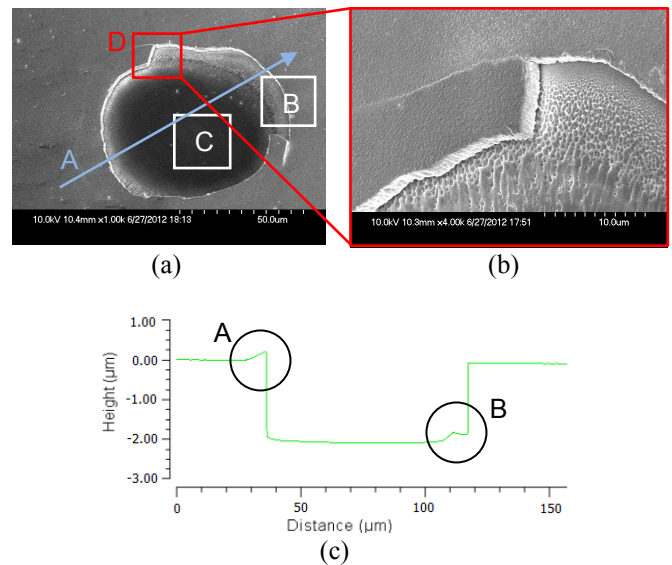 D
B
C
A
10.0kV 10.4mm x1.00k 6/27/2012 18:13 50.0um
10.0kV 10.3mm x4.00k 6/27/2012 17:51 10.0um
(a) (b)
1.00
0.00
-1.00
-2.00
-3.00
Height (µm)
A
B
0 50 100 150
Distance (µm)
(c)